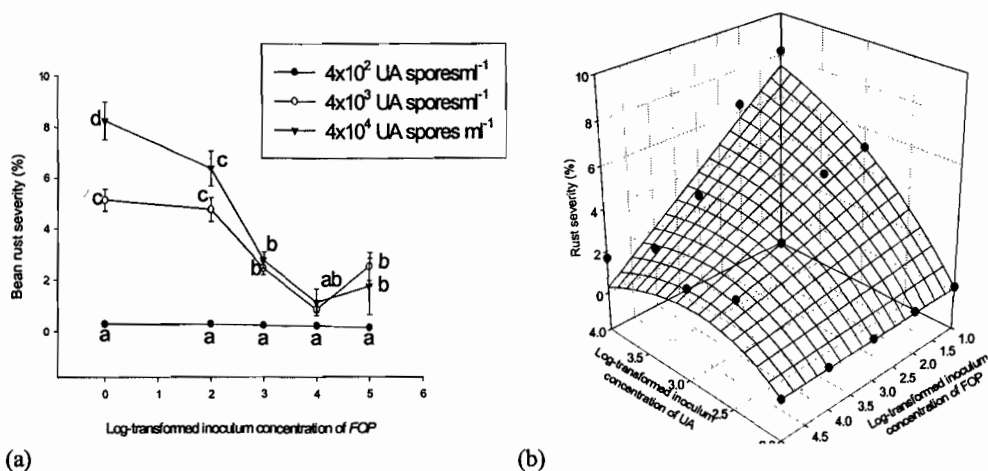 4x10² UA sporesml⁻¹
4x10³ UA sporesml⁻¹
4x10⁴ UA spores ml⁻¹
10
8
6
4
2
0
Bean rust severity (%)
d
c
c
c
b
b
ab
b
b
a
a
a
a
a
0 1 2 3 4 5 6
Log-transformed inoculum concentration of FOP
(a)
10
8
6
4
2
0
Rust severity (%)
4.0
3.5
3.0
2.5
Log-transformed inoculum
concentration of UA
1.0
1.5
2.0
2.5
3.0
3.5
4.0
4.5
Log-transformed inoculum
concentration of FOP
(b)